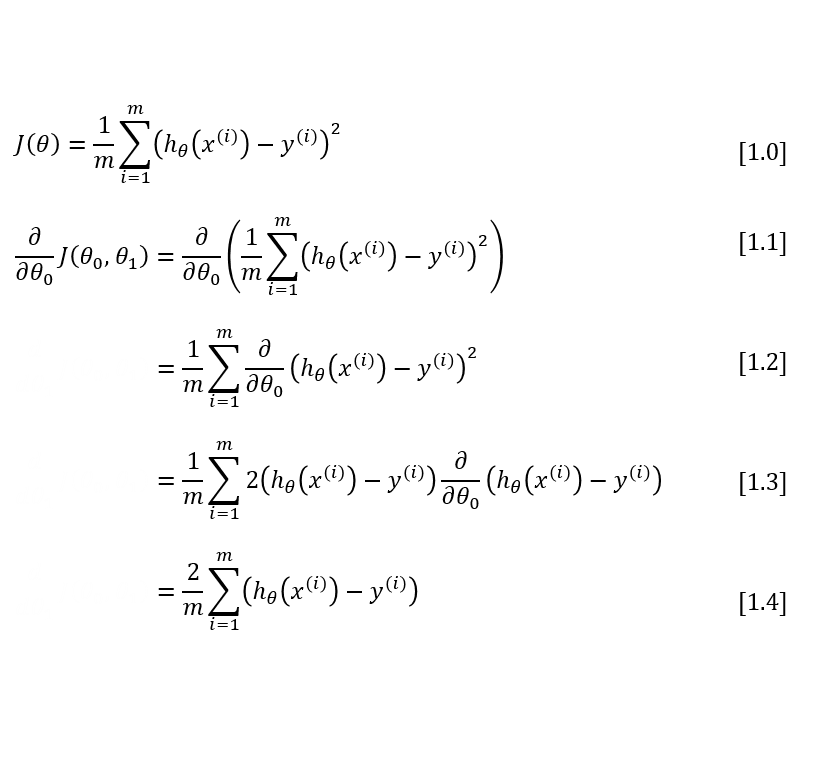 J(θ) = 1/m ∑_{i=1}^{m} (h_θ(x^{(i)}) − y^{(i)})^2 [1.0]
∂/∂θ_0 J(θ_0, θ_1) = ∂/∂θ_0 (1/m ∑_{i=1}^{m} (h_θ(x^{(i)}) − y^{(i)})^2) [1.1]
= 1/m ∑_{i=1}^{m} ∂/∂θ_0 (h_θ(x^{(i)}) − y^{(i)})^2 [1.2]
= 1/m ∑_{i=1}^{m} 2(h_θ(x^{(i)}) − y^{(i)}) ∂/∂θ_0 (h_θ(x^{(i)}) − y^{(i)}) [1.3]
= 2/m ∑_{i=1}^{m} (h_θ(x^{(i)}) − y^{(i)}) [1.4]